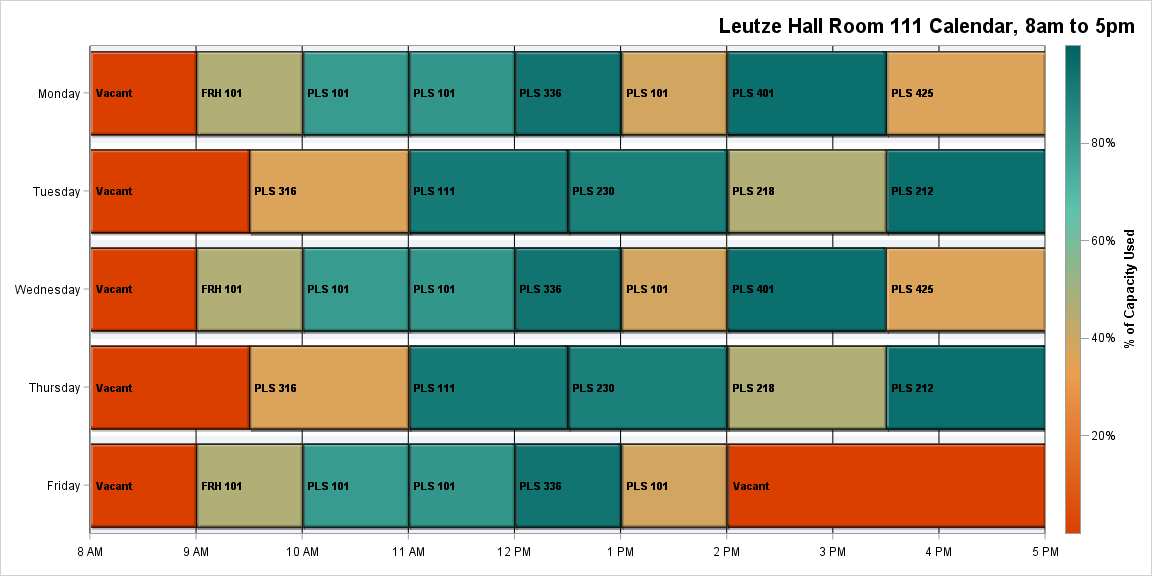 Leutze Hall Room 111 Calendar, 8am to 5pm
Monday
Vacant
FRH 101
PLS 101
PLS 101
PLS 336
PLS 101
PLS 401
PLS 425
Tuesday
Vacant
PLS 316
PLS 111
PLS 230
PLS 218
PLS 212
Wednesday
Vacant
FRH 101
PLS 101
PLS 101
PLS 336
PLS 101
PLS 401
PLS 425
Thursday
Vacant
PLS 316
PLS 111
PLS 230
PLS 218
PLS 212
Friday
Vacant
FRH 101
PLS 101
PLS 101
PLS 336
PLS 101
Vacant
8 AM
9 AM
10 AM
11 AM
12 PM
1 PM
2 PM
3 PM
4 PM
5 PM
80%
60%
40%
20%
% of Capacity Used